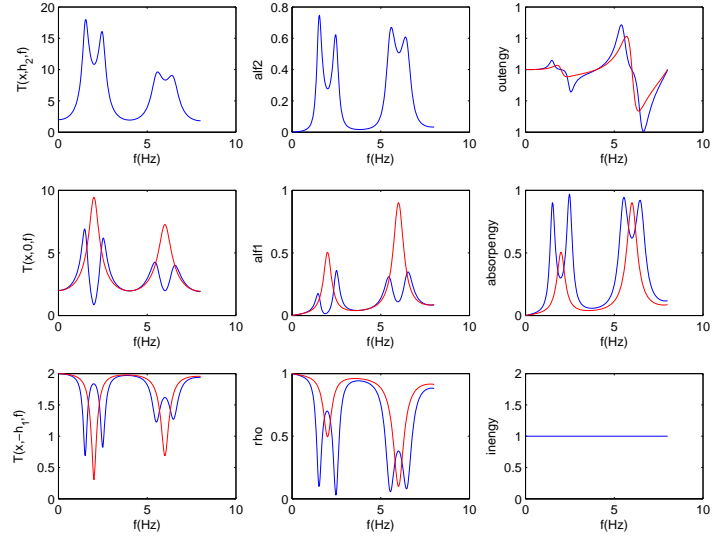 20
15
10
5
0
0 5 10
f(Hz)
T(x,h2,f)
0.8
0.6
0.4
0.2
0
0 5 10
f(Hz)
alf2
1
1
1
1
1
0 5 10
f(Hz)
outengy
10
5
0
0 5 10
f(Hz)
T(x,0,f)
1
0.5
0
0 5 10
f(Hz)
alf1
1
0.5
0
0 5 10
f(Hz)
absorpengy
2
1.5
1
0.5
0
0 5 10
f(Hz)
T(x,−h1,f)
1
0.5
0
0 5 10
f(Hz)
rho
2
1.5
1
0.5
0
0 5 10
f(Hz)
inengy